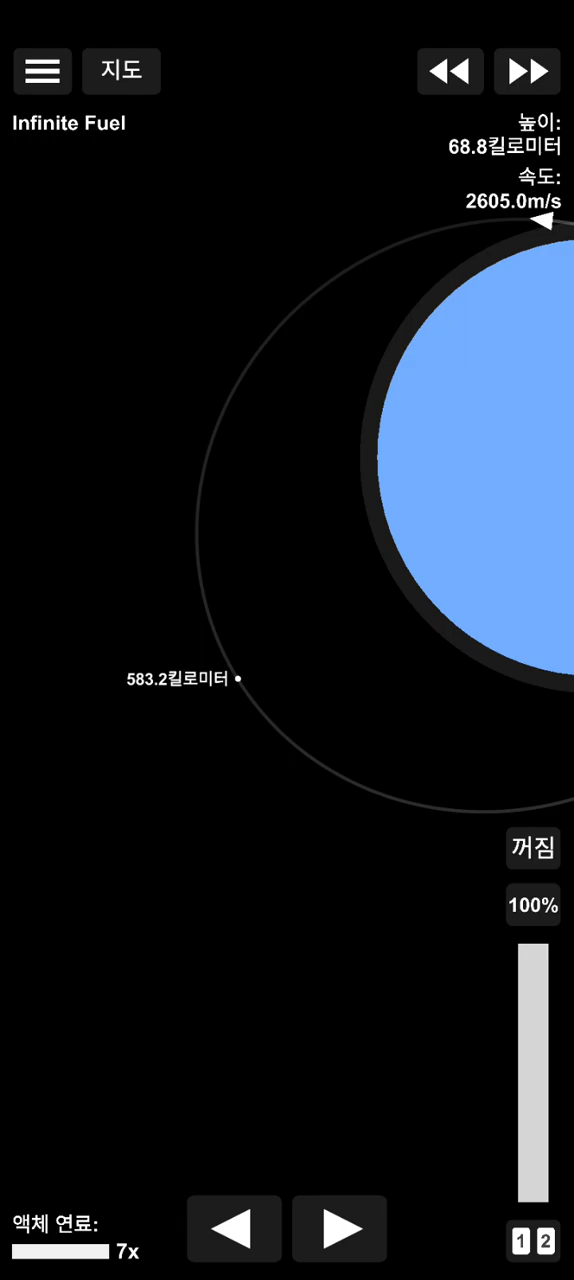 지도
Infinite Fuel
높이:
68.8킬로미터
속도:
2605.0m/s
583.2킬로미터
꺼짐
100%
액체 연료:
7x
1 2